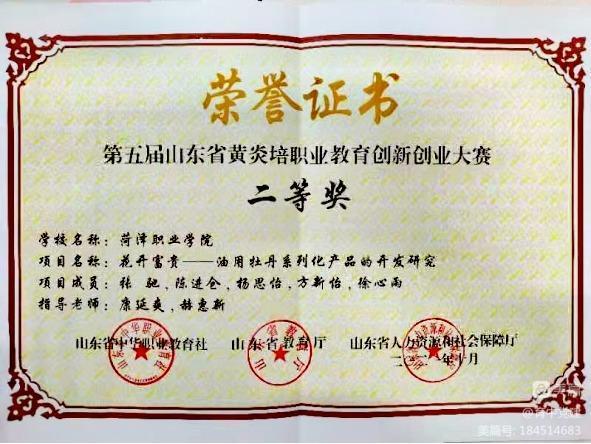 荣誉证书
第五届山东省黄炎培职业教育创新创业大赛
二等奖
学校名称：菏泽职业学院
项目名称：花开富贵——油用牡丹系列化产品的开发研究
项目成员：张 驰，陈进仓，杨思怡，方新怡，徐心雨
指导老师：康延爽，赫惠新
山东省中华职业教育社 山东省教育厅 山东省人力资源和社会保障厅
年十月
美篇号：184514683